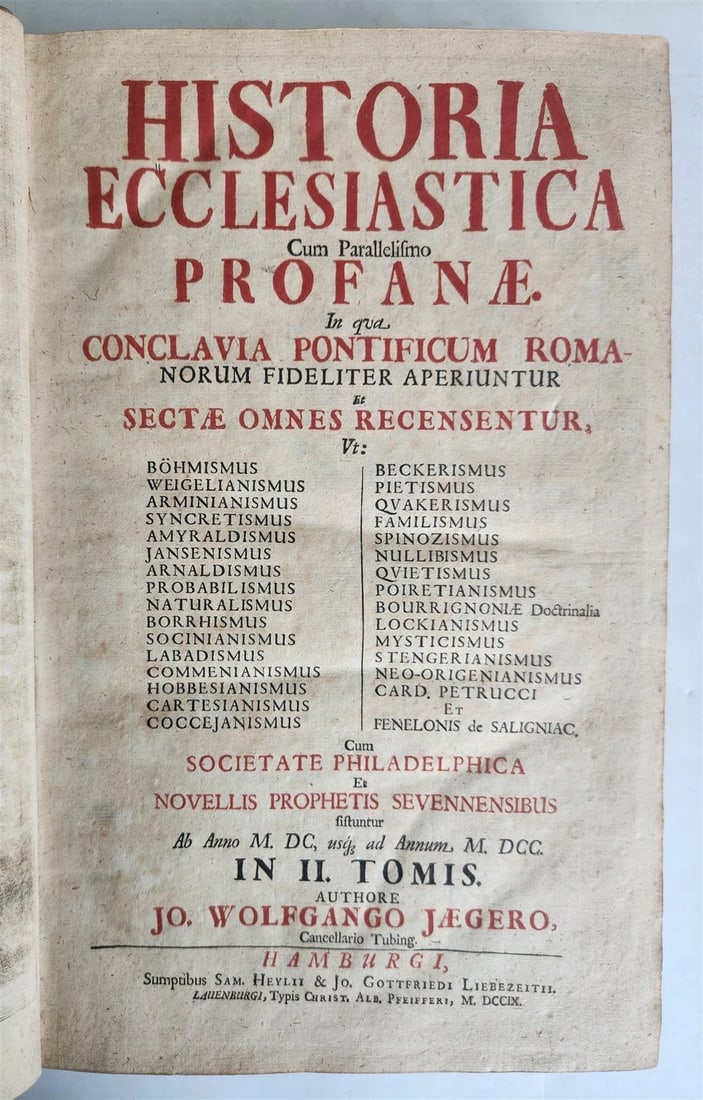 HISTORIA
ECCLESIASTICA
Cum Paralleliſmo
PROFANÆ.
In qva
CONCLAVIA PONTIFICUM ROMA-
NORUM FIDELITER APERIUNTUR
Et
SECTÆ OMNES RECENSENTUR,
Vt:
BÖHMISMUS
WEIGELIANISMUS
ARMINIANISMUS
SYNCRETISMUS
AMYRALDISMUS
JANSENISMUS
ARNALDISMUS
PROBABILISMUS
NATURALISMUS
BORRHISMUS
SOCINIANISMUS
LABADISMUS
COMMENIANISMUS
HOBBESIANISMUS
CARTESIANISMUS
COCCEJANISMUS
BECKERISMUS
PIETISMUS
QVAKERISMUS
FAMILISMUS
SPINOZISMUS
NULLIBISMUS
QVIETISMUS
POIRETIANISMUS
BOURRIGNONIÆ Doctrinalia
LOCKIANISMUS
MYSTICISMUS
STENGERIANISMUS
NEO-ORIGENIANISMUS
CARD. PETRUCCI
ET
FENELONIS de SALIGNIAC.
Cum
SOCIETATE PHILADELPHICA
Et
NOVELLIS PROPHETIS SEVENNENSIBUS
ſiſtuntur
Ab Anno M. DC, usq́ꝫ ad Annum M. DCC.
IN II. TOMIS.
AUTHORE
JO. WOLFGANGO JÆGERO,
Cancellario Tubing.
HAMBURGI,
Sumptibus SAM. HEYLII & JO. GOTTFRIEDI LIEBEZEITII.
LAUENBURGI, Typis CHRIST. ALB. PFEIFFERI, M. DCCIX.